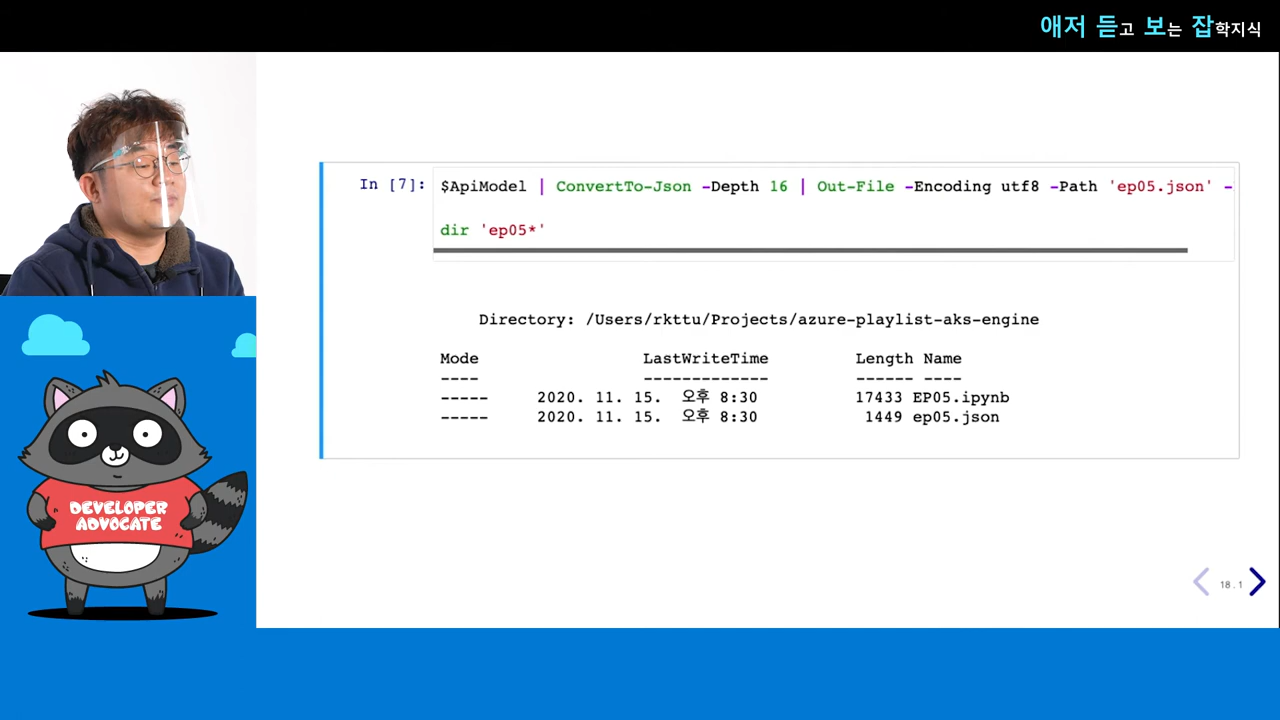 애저 듣고 보는 잡학지식
In [7]: $ApiModel | ConvertTo-Json -Depth 16 | Out-File -Encoding utf8 -Path 'ep05.json' -
dir 'ep05*'
Directory: /Users/rkttu/Projects/azure-playlist-aks-engine
Mode LastWriteTime Length Name
---- ------------- ------ ----
----- 2020. 11. 15. 오후 8:30 17433 EP05.ipynb
----- 2020. 11. 15. 오후 8:30 1449 ep05.json
DEVELOPER
ADVOCATE
18.1